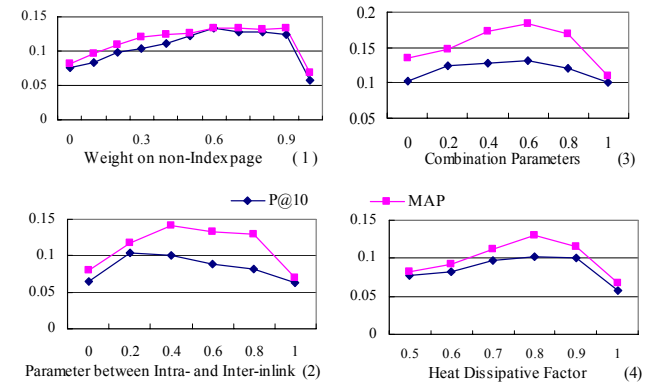 0.15
0.1
0.05
0 0.3 0.6 0.9
Weight on non-Index page (1)
0.2
0.15
0.1
0.05
0 0.2 0.4 0.6 0.8 1
Combination Parameters (3)
P@10 MAP
0.15
0.1
0.05
0
0 0.2 0.4 0.6 0.8 1
Parameter between Intra- and Inter-inlink (2)
0.15
0.1
0.05
0
0.5 0.6 0.7 0.8 0.9 1
Heat Dissipative Factor (4)